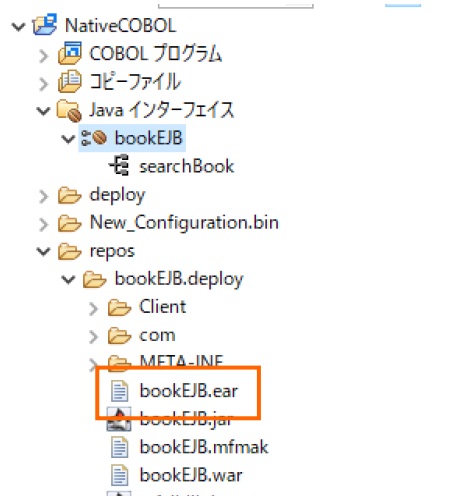 NativeCOBOL
COBOL プログラム
コピーファイル
Java インターフェイス
bookEJB
searchBook
deploy
New_Configuration.bin
repos
bookEJB.deploy
Client
com
META-INF
bookEJB.ear
bookEJB.jar
bookEJB.mfmak
bookEJB.war